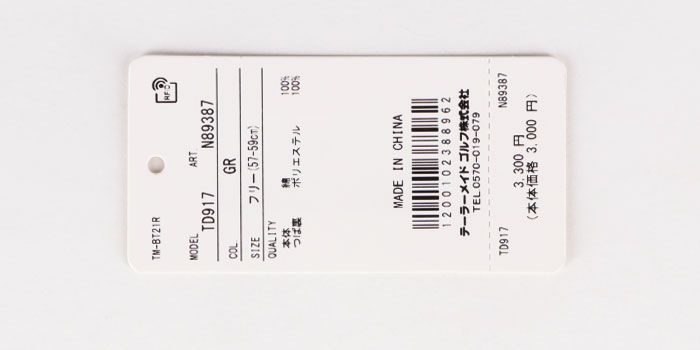 RFID
TM-BT21R
MODEL ART
TD917 N89387
COL GR
SIZE フリー(57-59cm)
QUALITY
本体 綿 100%
つば裏 ポリエステル 100%
MADE IN CHINA
1200102388962
テーラーメイド ゴルフ株式会社
TEL.0570-019-079
TD917 N89387
3,300 円
(本体価格 3,000 円)